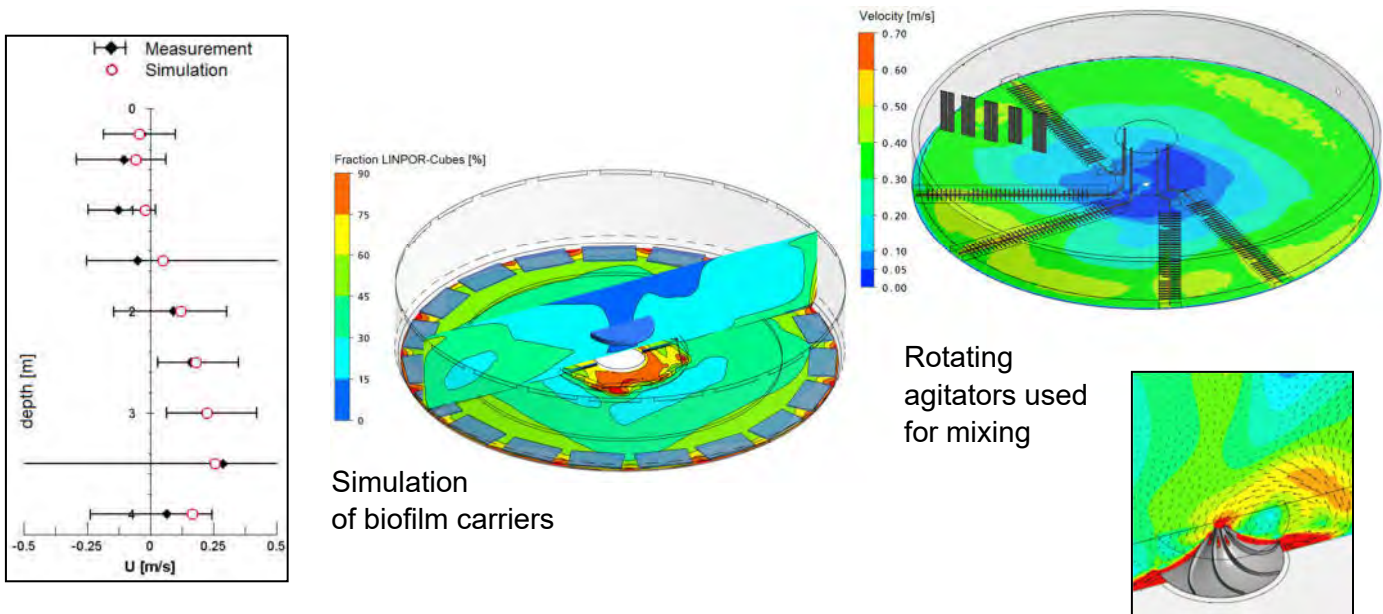 Measurement
Simulation
0
1
2
3
4
depth [m]
-0.5
-0.25
0
0.25
0.5
U [m/s]
Fraction LINPOR-Cubes [%]
90
75
60
45
30
15
0
Simulation
of biofilm carriers
Velocity [m/s]
0.70
0.60
0.50
0.40
0.30
0.20
0.10
0.05
0.00
Rotating
agitators used
for mixing